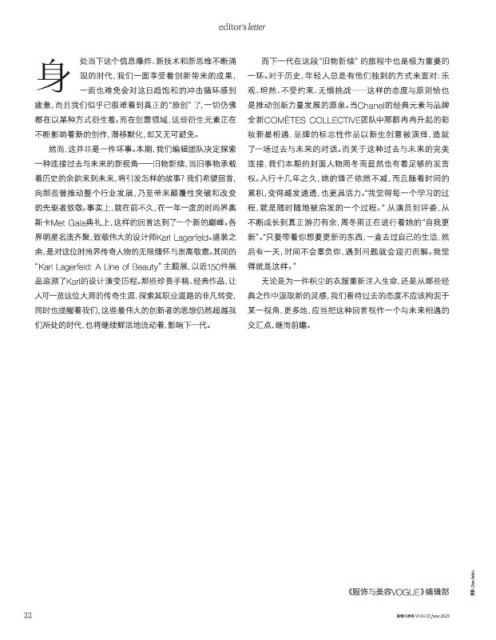 editor's letter
身处当下这个信息爆炸、新技术和新思维不断涌
现的时代,我们一面享受着创新带来的成果,
一面也难免会对这日趋饱和的冲击循环感到
疲惫,而且我们似乎已很难看到真正的“原创”了,一切仿佛
都在以某种方式衍生着。而在创意领域,这些衍生元素正在
不断影响着新的创作,潜移默化,却又无可避免。
然而,这并非是一件坏事。本期,我们编辑团队决定探索
一种连接过去与未来的新视角——旧物新续,当旧事物承载
着历史的余韵来到未来,将引发怎样的故事?我们希望回首,
向那些曾推动整个行业发展,乃至带来颠覆性突破和改变
的先驱者致敬。事实上,就在前不久,在一年一度的时尚界奥
斯卡Met Gala典礼上,这样的回首达到了一个新的巅峰。各
界明星名流齐聚,致敬伟大的设计师Karl Lagerfeld。盛装之
余,是对这位时尚界传奇人物的无限缅怀与崇高敬意。其间的
“Karl Lagerfeld: A Line of Beauty”主题展,以近150件展
品追溯了Karl的设计演变历程。那些珍贵手稿、经典作品,让
人可一览这位大师的传奇生涯,探索其职业道路的非凡转变,
同时也提醒着我们,这些最伟大的创新者的思想仍然超越我
们所处的时代,也将继续鲜活地流动着,影响下一代。
而下一代在这段“旧物新续”的旅程中也是极为重要的
一环。对于历史,年轻人总是有他们独到的方式来面对:乐
观、坦然、不受约束、无惧挑战……这样的态度与原则恰也
是推动创新力量发展的源泉。当Chanel的经典元素与品牌
全新COMÈTES COLLECTIVE团队中那群冉冉升起的彩
妆新星相遇,品牌的标志性作品以新生创意被演绎,造就
了一场过去与未来的对话。而关于这种过去与未来的完美
连接,我们本期的封面人物周冬雨显然也有着足够的发言
权。入行十几年之久,她的锋芒依然不减,而且随着时间的
累积,变得越发通透,也更具活力。“我觉得每一个学习的过
程,就是随时随地被启发的一个过程。”从演员到评委,从
不断成长到真正游刃有余,周冬雨正在进行着她的“自我更
新”。“只要带着你想要更新的东西,一直去过自己的生活,然
后有一天,时间不会辜负你,遇到问题就会迎刃而解。我觉
得就是这样。”
无论是为一件积尘的衣服重新注入生命,还是从那些经
典之作中汲取新的灵感,我们看待过去的态度不应该拘泥于
某一视角,更多地,应当把这种回首视作一个与未来相遇的
交汇点,继而前瞻。
《服饰与美容VOGUE》编辑部
22
服饰与美容 VOGUE June 2023